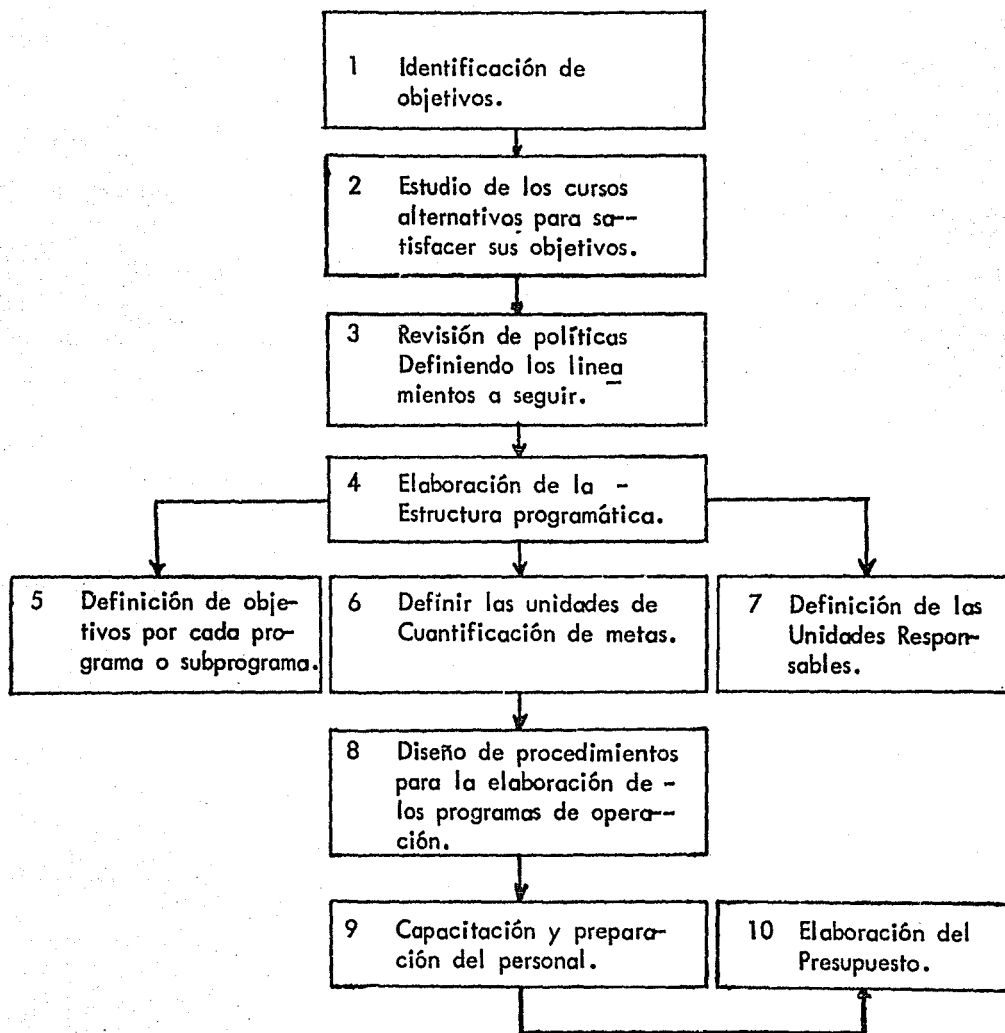 1 Identificación de
objetivos.
2 Estudio de los cursos
alternativos para sa--
tisfacer sus objetivos.
3 Revisión de políticas
Definiendo los linea
mientos a seguir.
4 Elaboración de la -
Estructura programática.
5 Definición de obje-
tivos por cada pro-
grama o subprograma.
6 Definir las unidades de
Cuantificación de metas.
7 Definición de las
Unidades Respon-
sables.
8 Diseño de procedimientos
para la elaboración de -
los programas de opera--
ción.
9 Capacitación y prepara-
ción del personal.
10 Elaboración del
Presupuesto.